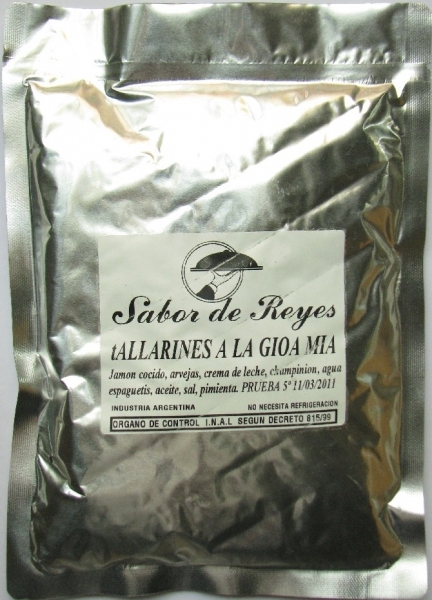 Sabor de Reyes
tALLARINES A LA GIOA MIA
Jamon cocido, arvejas, crema de leche, champinion, agua
espaguetis, aceite, sal, pimienta. PRUEBA 5ª 11/03/2011
INDUSTRIA ARGENTINA NO NECESITA REFRIGERACION
ORGANO DE CONTROL I.N.A.L SEGUN DECRETO 815/99